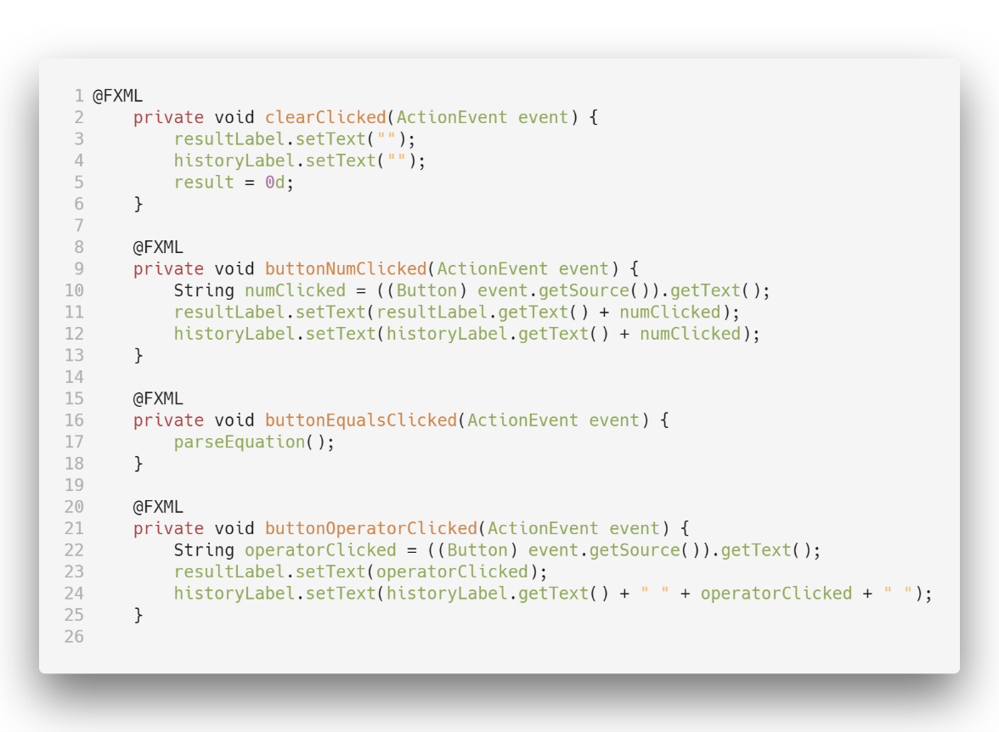 1 @FXML
2     private void clearClicked(ActionEvent event) {
3         resultLabel.setText("");
4         historyLabel.setText("");
5         result = 0d;
6     }
7
8     @FXML
9     private void buttonNumClicked(ActionEvent event) {
10         String numClicked = ((Button) event.getSource()).getText();
11         resultLabel.setText(resultLabel.getText() + numClicked);
12         historyLabel.setText(historyLabel.getText() + numClicked);
13     }
14
15     @FXML
16     private void buttonEqualsClicked(ActionEvent event) {
17         parseEquation();
18     }
19
20     @FXML
21     private void buttonOperatorClicked(ActionEvent event) {
22         String operatorClicked = ((Button) event.getSource()).getText();
23         resultLabel.setText(operatorClicked);
24         historyLabel.setText(historyLabel.getText() + " " + operatorClicked + " ");
25     }
26